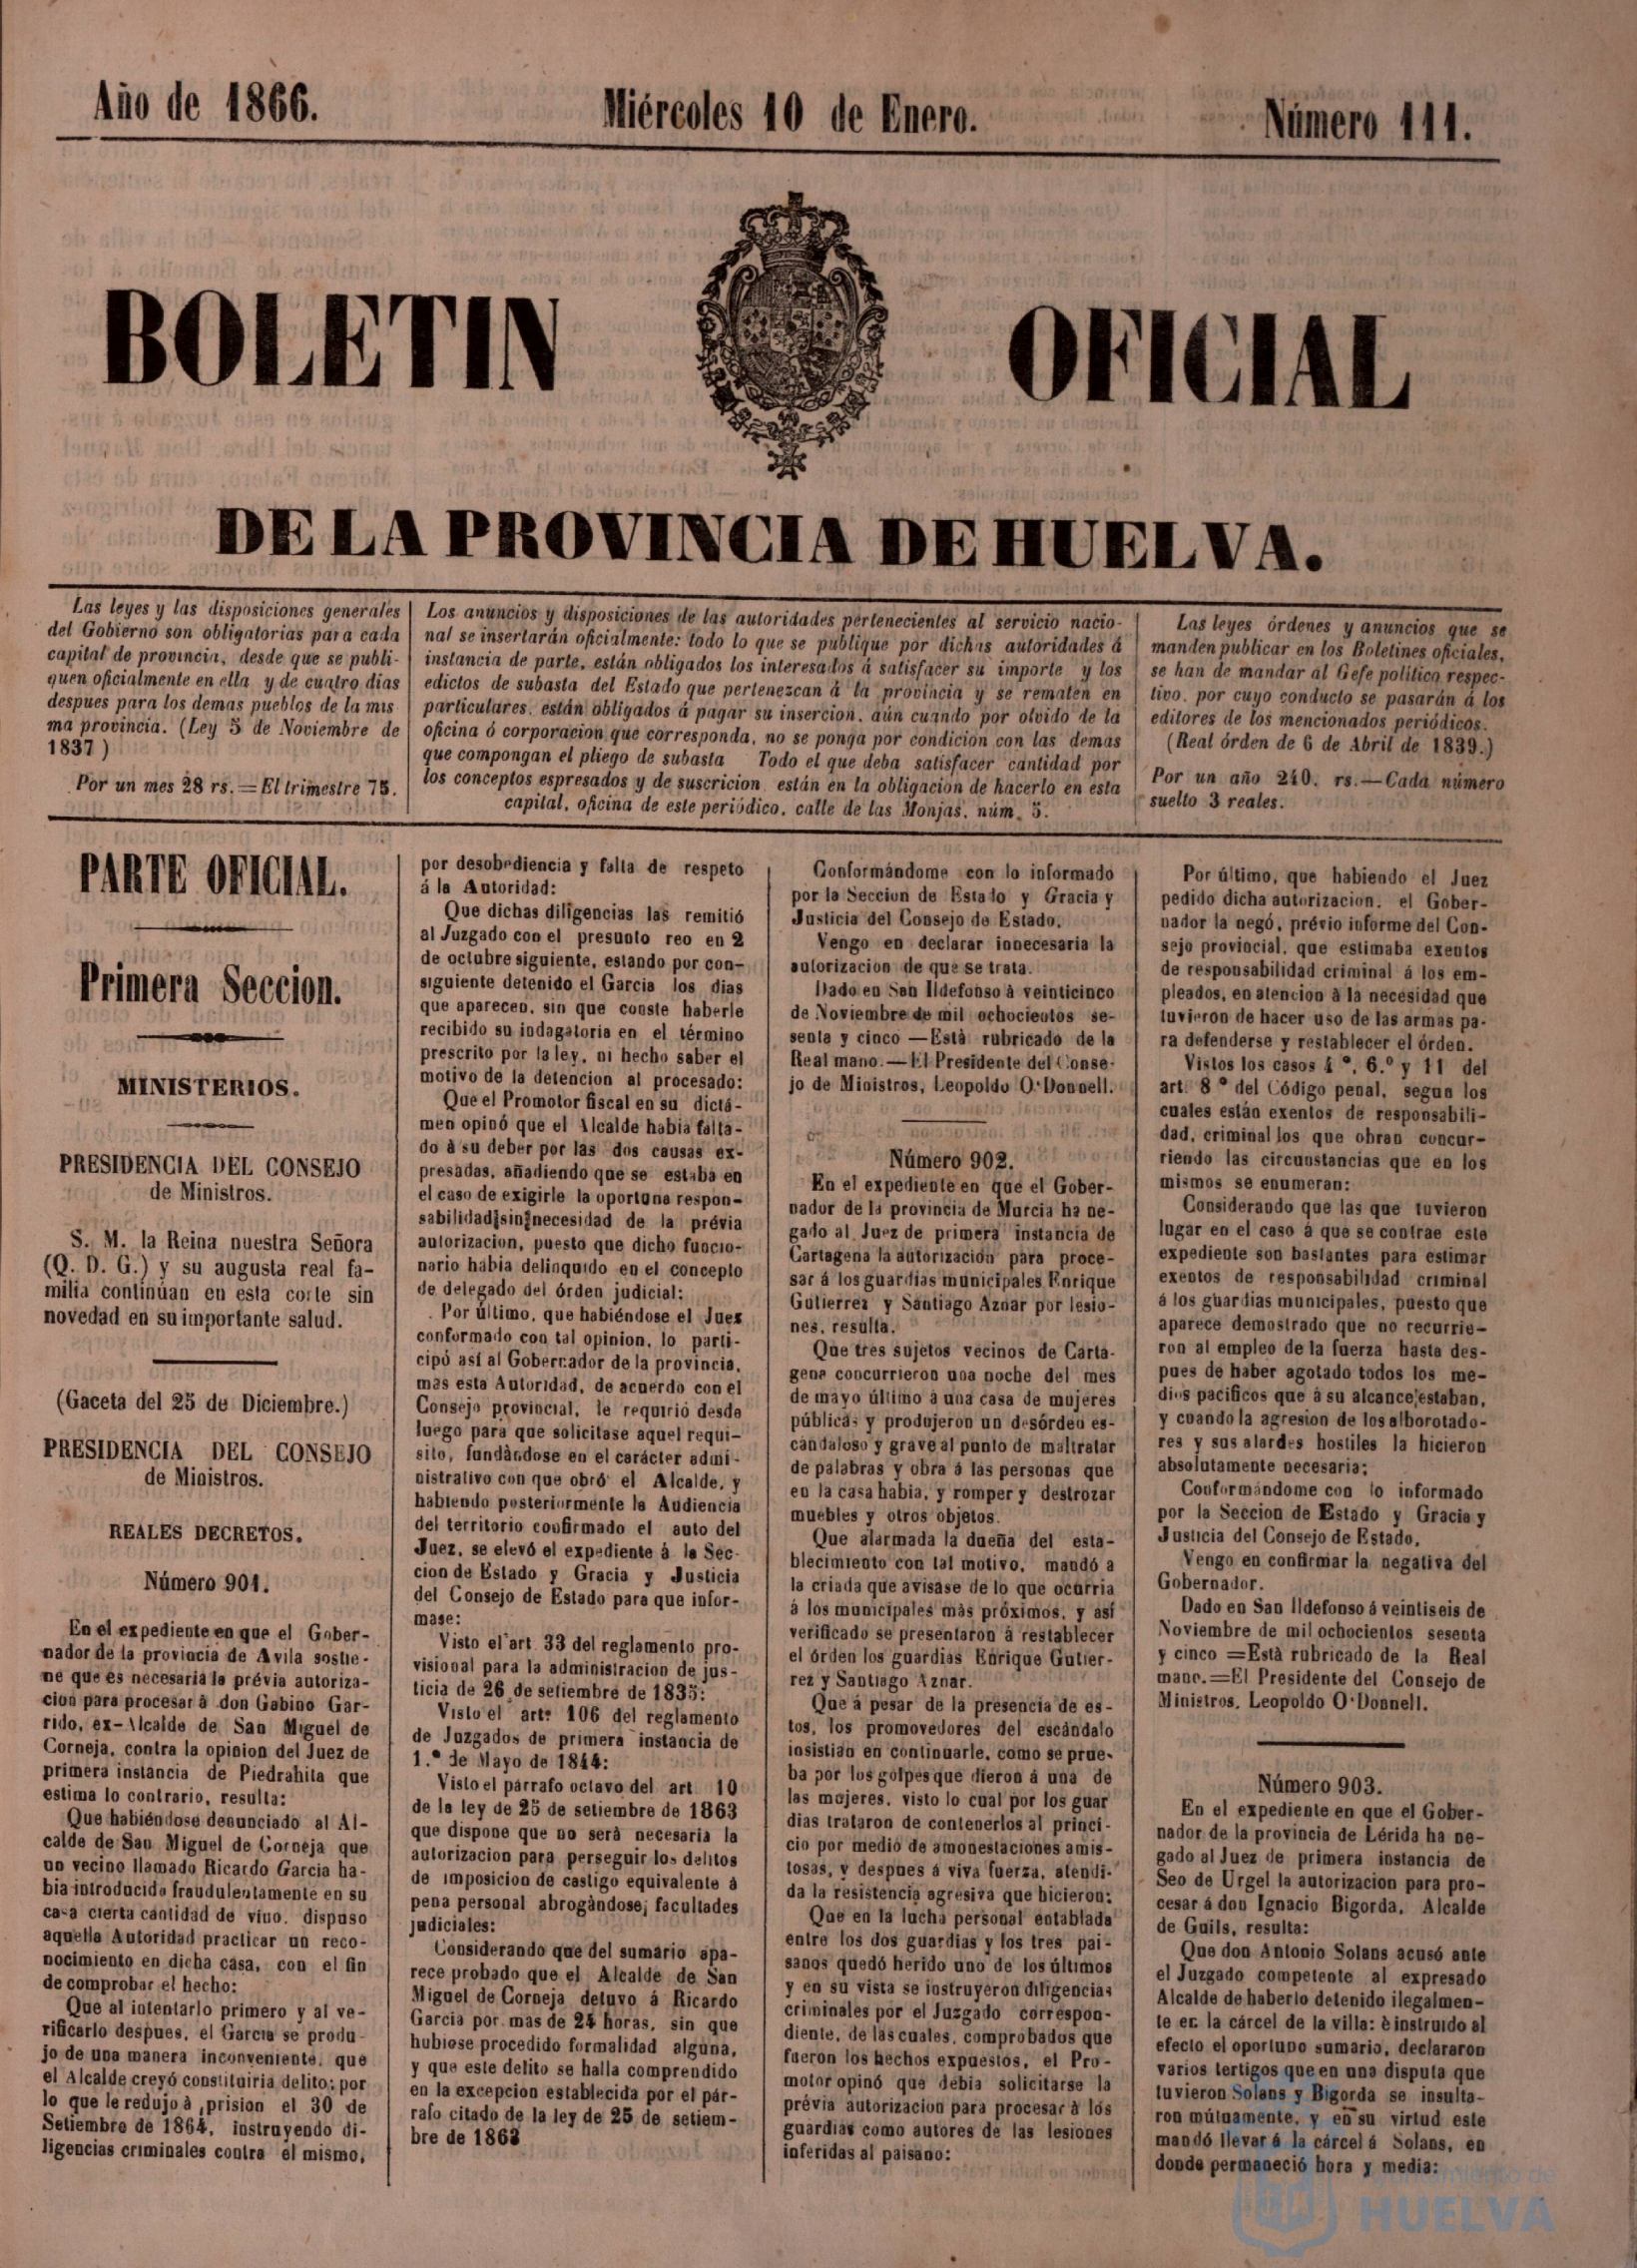 Año de 1866.
Miércoles 10 de Enero.
Número 111.
BOLETIN OFICIAL
DE LA PROVINCIA DE HUELVA.
Las leyes y las disposiciones generales
del Gobierno son obligatorias para cada
capital de provincia, desde que se publi-
quen oficialmente en ella y de cuatro dias
despues para los demas pueblos de la mis
ma provincia. (Ley 5 de Noviembre de
1837 )
Por un mes 28 rs.—El trimestre 75.
Los anuncios y disposiciones de las autoridades pertenecientes al servicio nacio-
nal se insertarán oficialmente: todo lo que se publique por dichas autoridades á
instancia de parte, están obligados los interesados á satisfacer su importe y los
edictos de subasta del Estado que pertenezcan á la provincia y se rematen en
particulares, están obligados á pagar su insercion, aún cuando por olvido de la
oficina ó corporacion que corresponda, no se ponga por condicion con las demas
que compongan el pliego de subasta Todo el que deba satisfacer cantidad por
los conceptos espresados y de suscricion están en la obligacion de hacerlo en esta
capital, oficina de este periódico, calle de las Monjas, núm. 5.
Las leyes órdenes y anuncios que se
manden publicar en los Boletines oficiales,
se han de mandar al Gefe político respec-
tivo, por cuyo conducto se pasarán á los
editores de los mencionados periódicos.
(Real órden de 6 de Abril de 1839.)
Por un año 240. rs.—Cada número
suelto 3 reales.
PARTE OFICIAL.
Primera Seccion.
MINISTERIOS.
PRESIDENCIA DEL CONSEJO
de Ministros.
S. M. la Reina nuestra Señora
(Q. D. G.) y su augusta real fa-
milia continúan en esta corte sin
novedad en su importante salud.
(Gaceta del 25 de Diciembre.)
PRESIDENCIA DEL CONSEJO
de Ministros.
REALES DECRETOS.
Número 901.
En el expediente en que el Gober-
nador de la provincia de Avila sostie-
ne que es necesaria la prévia autoriza-
cion para procesar á don Gabino Gar-
rido, ex-Alcalde de San Miguel de
Corneja, contra la opinion del Juez de
primera instancia de Piedrahita que
estima lo contrario, resulta:
Que habiéndose denunciado al Al-
calde de San Miguel de Corneja que
un vecino llamado Ricardo Garcia ha-
bia introducido fraudulentamente en su
casa cierta cantidad de vino, dispuso
aquella Autoridad practicar un reco-
nocimiento en dicha casa, con el fin
de comprobar el hecho:
Que al intentarlo primero y al ve-
rificarlo despues, el Garcia se produ-
jo de una manera inconveniente, que
el Alcalde creyó constituiria delito; por
lo que le redujo á prision el 30 de
Setiembre de 1864, instruyendo di-
ligencias criminales contra el mismo,
por desobediencia y falta de respeto
á la Autoridad:
Que dichas diligencias las remitió
al Juzgado con el presunto reo en 2
de octubre siguiente, estando por con-
siguiente detenido el Garcia los dias
que aparecen, sin que conste haberle
recibido su indagatoria en el término
prescrito por la ley, ni hecho saber el
motivo de la detencion al procesado:
Que el Promotor fiscal en su dictá-
men opinó que el Alcalde habia falta-
do á su deber por las dos causas ex-
presadas, añadiendo que se estaba en
el caso de exigirle la oportuna respon-
sabilidad sin necesidad de la prévia
autorizacion, puesto que dicho funcio-
nario habia delinquido en el concepto
de delegado del órden judicial:
Por último, que habiéndose el Juez
conformado con tal opinion, lo parti-
cipó así al Gobernador de la provincia,
mas esta Autoridad, de acuerdo con el
Consejo provincial, le requirió desde
luego para que solicitase aquel requi-
sito, fundàndose en el carácter admi-
nistrativo con que obró el Alcalde, y
habiendo posteriormente la Audiencia
del territorio confirmado el auto del
Juez, se elevó el expediente á la Sec-
cion de Estado y Gracia y Justicia
del Consejo de Estado para que infor-
mase:
Visto el art. 33 del reglamento pro-
visional para la administracion de jus-
ticia de 26 de setiembre de 1835:
Visto el art. 106 del reglamento
de Juzgados de primera instancia de
1.º de Mayo de 1844:
Visto el párrafo octavo del art 10
de la ley de 25 de setiembre de 1863
que dispone que no será necesaria la
autorizacion para perseguir los delitos
de imposicion de castigo equivalente à
pena personal abrogàndose; facultades
judiciales:
Considerando que del sumario apa-
rece probado que el Alcalde de San
Miguel de Corneja detuvo á Ricardo
Garcia por mas de 24 horas, sin que
hubiese procedido formalidad alguna,
y que este delito se halla comprendido
en la excepcion establecida por el pár-
rafo citado de la ley de 25 de setiem-
bre de 1863
Conformándome con lo informado
por la Seccion de Estado y Gracia y
Justicia del Consejo de Estado,
Vengo en declarar innecesaria la
autorizacion de que se trata.
Dado en San Ildefonso à veinticinco
de Noviembre de mil ochocientos se-
senta y cinco —Està rubricado de la
Real mano.—El Presidente del Conse-
jo de Ministros, Leopoldo O'Donnell.
Número 902.
En el expediente en que el Gober-
nador de la provincia de Murcia ha ne-
gado al Juez de primera instancia de
Cartagena la autorización para proce-
sar á los guardias municipales Enrique
Gutierrez y Santiago Aznar por lesio-
nes, resulta.
Que tres sujetos vecinos de Carta-
gena concurrieron una noche del mes
de mayo último à una casa de mujeres
públicas y produjeron un desórden es-
candaloso y grave al punto de maltratar
de palabras y obra á las personas que
en la casa habia, y romper y destrozar
muebles y otros objetos.
Que alarmada la dueña del esta-
blecimiento con tal motivo, mandó a
la criada que avisase de lo que ocurria
á los municipales màs próximos, y así
verificado se presentaron á restablecer
el órden los guardias Enrique Gutier-
rez y Santiago Aznar.
Que á pesar de la presencia de es-
tos, los promovedores del escándalo
insistian en continuarle, como se prue-
ba por los golpes que dieron á una de
las mujeres, visto lo cual por los guar
dias trataron de contenerlos al princi-
cio por medio de amonestaciones amis-
tosas, y despues á viva fuerza, atendi-
da la resistencia agresiva que hicieron:
Que en la lucha personal entablada
entre los dos guardias y los tres pai-
sanos quedó herido uno de los últimos
y en su vista se instruyeron diligencias
criminales por el Juzgado correspon-
diente, de las cuales, comprobados que
fueron los hechos expuestos, el Pro-
motor opinó que debia solicitarse la
prévia autorizacion para procesar à los
guardias como autores de las lesiones
inferidas al paisano:
Por último, que habiendo el Juez
pedido dicha autorizacion, el Gober-
nador la negó, prévio informe del Con-
sejo provincial, que estimaba exentos
de responsabilidad criminal á los em-
pleados, en atencion à la necesidad que
tuvieron de hacer uso de las armas pa-
ra defenderse y restablecer el órden.
Vistos los casos 4 º, 6.º y 11 del
art. 8 º del Código penal, segun los
cuales están exentos de responsabili-
dad, criminal los que obran concur-
riendo las circunstancias que en los
mismos se enumeran:
Considerando que las que tuvieron
lugar en el caso á que se contrae este
expediente son bastantes para estimar
exentos de responsabilidad criminal
á los guardias municipales, puesto que
aparece demostrado que no recurrie-
ron al empleo de la fuerza hasta des-
pues de haber agotado todos los me-
dios pacificos que á su alcance estaban,
y cuando la agresion de los alborotado-
res y sus alardes hostiles la hicieron
absolutamente necesaria;
Conformándome con lo informado
por la Seccion de Estado y Gracia y
Justicia del Consejo de Estado,
Vengo en confirmar la negativa del
Gobernador.
Dado en San Ildefonso á veintiseis de
Noviembre de mil ochocientos sesenta
y cinco =Està rubricado de la Real
mano.=El Presidente del Consejo de
Ministros, Leopoldo O'Donnell.
Número 903.
En el expediente en que el Gober-
nador de la provincia de Lérida ha ne-
gado al Juez de primera instancia de
Seo de Urgel la autorizacion para pro-
cesar á don Ignacio Bigorda, Alcalde
de Guils, resulta:
Que don Antonio Solans acusó ante
el Juzgado competente al expresado
Alcalde de haberlo detenido ilegalmen-
te en la cárcel de la villa: è instruido al
efecto el oportuno sumario, declararon
varios tertigos que en una disputa que
tuvieron Solans y Bigorda se insulta-
ron mútuamente, y en su virtud este
mandó llevar á la cárcel á Solans, en
donde permaneció hora y media:
HUELVA